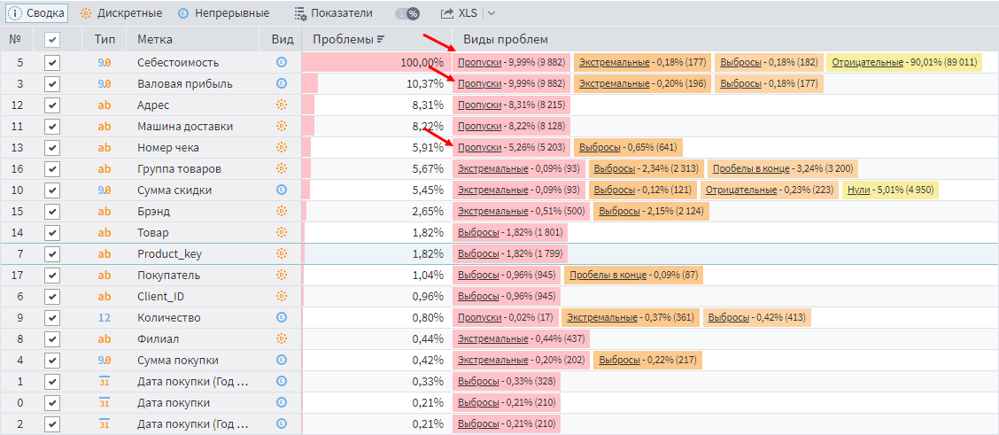 Сводка Дискретные Непрерывные Показатели 1 % XLS
№ Тип Метка Вид Проблемы Виды проблем
5 9.0 Себестоимость C 100,00% Пропуски - 9,99% (9 882) Экстремальные - 0,18% (177) Выбросы - 0,18% (182) Отрицательные - 90,01% (89 011)
3 9.0 Валовая прибыль C 10,37% Пропуски - 9,99% (9 882) Экстремальные - 0,20% (196) Выбросы - 0,18% (177)
12 ab Адрес D 8,31% Пропуски - 8,31% (8 215)
11 ab Машина доставки D 8,22% Пропуски - 8,22% (8 128)
13 ab Номер чека D 5,91% Пропуски - 5,26% (5 203) Выбросы - 0,65% (641)
16 ab Группа товаров D 5,67% Экстремальные - 0,09% (93) Выбросы - 2,34% (2 313) Пробелы в конце - 3,24% (3 200)
10 9.0 Сумма скидки C 5,45% Экстремальные - 0,09% (93) Выбросы - 0,12% (121) Отрицательные - 0,23% (223) Нули - 5,01% (4 950)
15 ab Брэнд D 2,65% Экстремальные - 0,51% (500) Выбросы - 2,15% (2 124)
14 ab Товар D 1,82% Выбросы - 1,82% (1 801)
7 ab Product_key D 1,82% Выбросы - 1,82% (1 799)
17 ab Покупатель D 1,04% Выбросы - 0,96% (945) Пробелы в конце - 0,09% (87)
6 ab Client_ID D 0,96% Выбросы - 0,96% (945)
9 12 Количество C 0,80% Пропуски - 0,02% (17) Экстремальные - 0,37% (361) Выбросы - 0,42% (413)
8 ab Филиал D 0,44% Экстремальные - 0,44% (437)
4 9.0 Сумма покупки C 0,42% Экстремальные - 0,20% (202) Выбросы - 0,22% (217)
1 31 Дата покупки (Год ... C 0,33% Выбросы - 0,33% (328)
0 31 Дата покупки C 0,21% Выбросы - 0,21% (210)
2 31 Дата покупки (Год ... C 0,21% Выбросы - 0,21% (210)